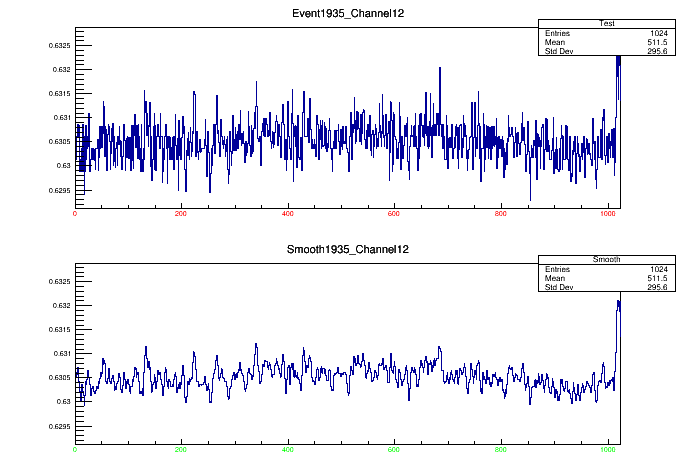 Event1935_Channel12
Test
Entries 1024
Mean 511.5
Std Dev 295.6
0.6325
0.632
0.6315
0.631
0.6305
0.63
0.6295
0 200 400 600 800 1000
Smooth1935_Channel12
Smooth
Entries 1024
Mean 511.5
Std Dev 295.6
0.6325
0.632
0.6315
0.631
0.6305
0.63
0.6295
0 200 400 600 800 1000